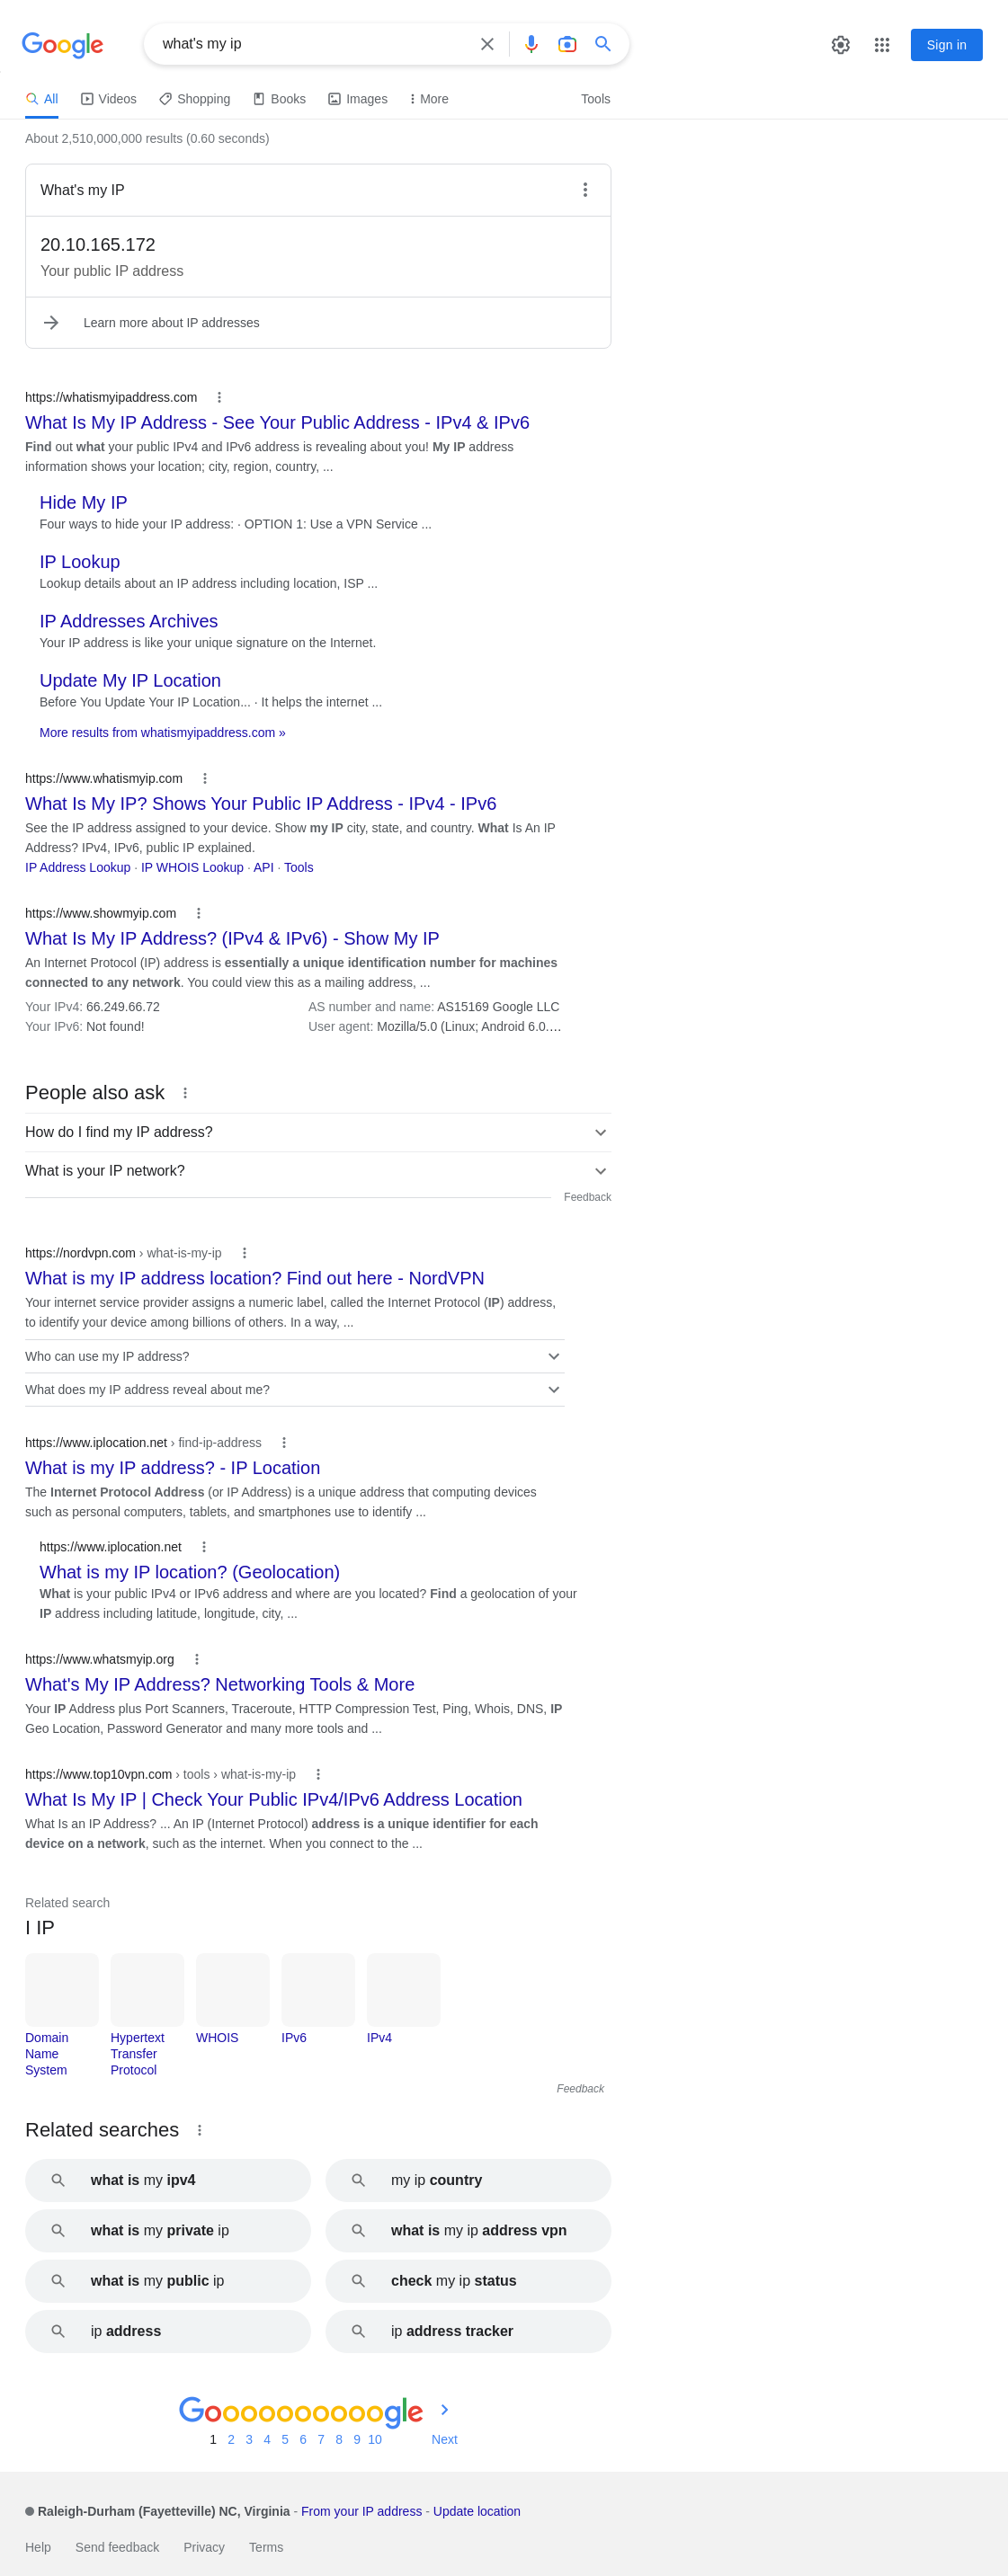 Google
what's my ip
Sign in
All
Videos
Shopping
Books
Images
More
Tools
About 2,510,000,000 results (0.60 seconds)
What's my IP
20.10.165.172
Your public IP address
Learn more about IP addresses
https://whatismyipaddress.com
What Is My IP Address - See Your Public Address - IPv4 & IPv6
Find out what your public IPv4 and IPv6 address is revealing about you! My IP address
information shows your location; city, region, country, ...
Hide My IP
Four ways to hide your IP address: · OPTION 1: Use a VPN Service ...
IP Lookup
Lookup details about an IP address including location, ISP ...
IP Addresses Archives
Your IP address is like your unique signature on the Internet.
Update My IP Location
Before You Update Your IP Location... · It helps the internet ...
More results from whatismyipaddress.com »
https://www.whatismyip.com
What Is My IP? Shows Your Public IP Address - IPv4 - IPv6
See the IP address assigned to your device. Show my IP city, state, and country. What Is An IP
Address? IPv4, IPv6, public IP explained.
IP Address Lookup · IP WHOIS Lookup · API · Tools
https://www.showmyip.com
What Is My IP Address? (IPv4 & IPv6) - Show My IP
An Internet Protocol (IP) address is essentially a unique identification number for machines
connected to any network. You could view this as a mailing address, ...
Your IPv4: 66.249.66.72
AS number and name: AS15169 Google LLC
Your IPv6: Not found!
User agent: Mozilla/5.0 (Linux; Android 6.0....
People also ask
How do I find my IP address?
What is your IP network?
Feedback
https://nordvpn.com › what-is-my-ip
What is my IP address location? Find out here - NordVPN
Your internet service provider assigns a numeric label, called the Internet Protocol (IP) address,
to identify your device among billions of others. In a way, ...
Who can use my IP address?
What does my IP address reveal about me?
https://www.iplocation.net › find-ip-address
What is my IP address? - IP Location
The Internet Protocol Address (or IP Address) is a unique address that computing devices
such as personal computers, tablets, and smartphones use to identify ...
https://www.iplocation.net
What is my IP location? (Geolocation)
What is your public IPv4 or IPv6 address and where are you located? Find a geolocation of your
IP address including latitude, longitude, city, ...
https://www.whatsmyip.org
What's My IP Address? Networking Tools & More
Your IP Address plus Port Scanners, Traceroute, HTTP Compression Test, Ping, Whois, DNS, IP
Geo Location, Password Generator and many more tools and ...
https://www.top10vpn.com › tools › what-is-my-ip
What Is My IP | Check Your Public IPv4/IPv6 Address Location
What Is an IP Address? ... An IP (Internet Protocol) address is a unique identifier for each
device on a network, such as the internet. When you connect to the ...
Related search
I IP
Domain
Name
System
Hypertext
Transfer
Protocol
WHOIS
IPv6
IPv4
Feedback
Related searches
what is my ipv4
my ip country
what is my private ip
what is my ip address vpn
what is my public ip
check my ip status
ip address
ip address tracker
Goooooooooogle
1 2 3 4 5 6 7 8 9 10 Next
Raleigh-Durham (Fayetteville) NC, Virginia - From your IP address - Update location
Help
Send feedback
Privacy
Terms